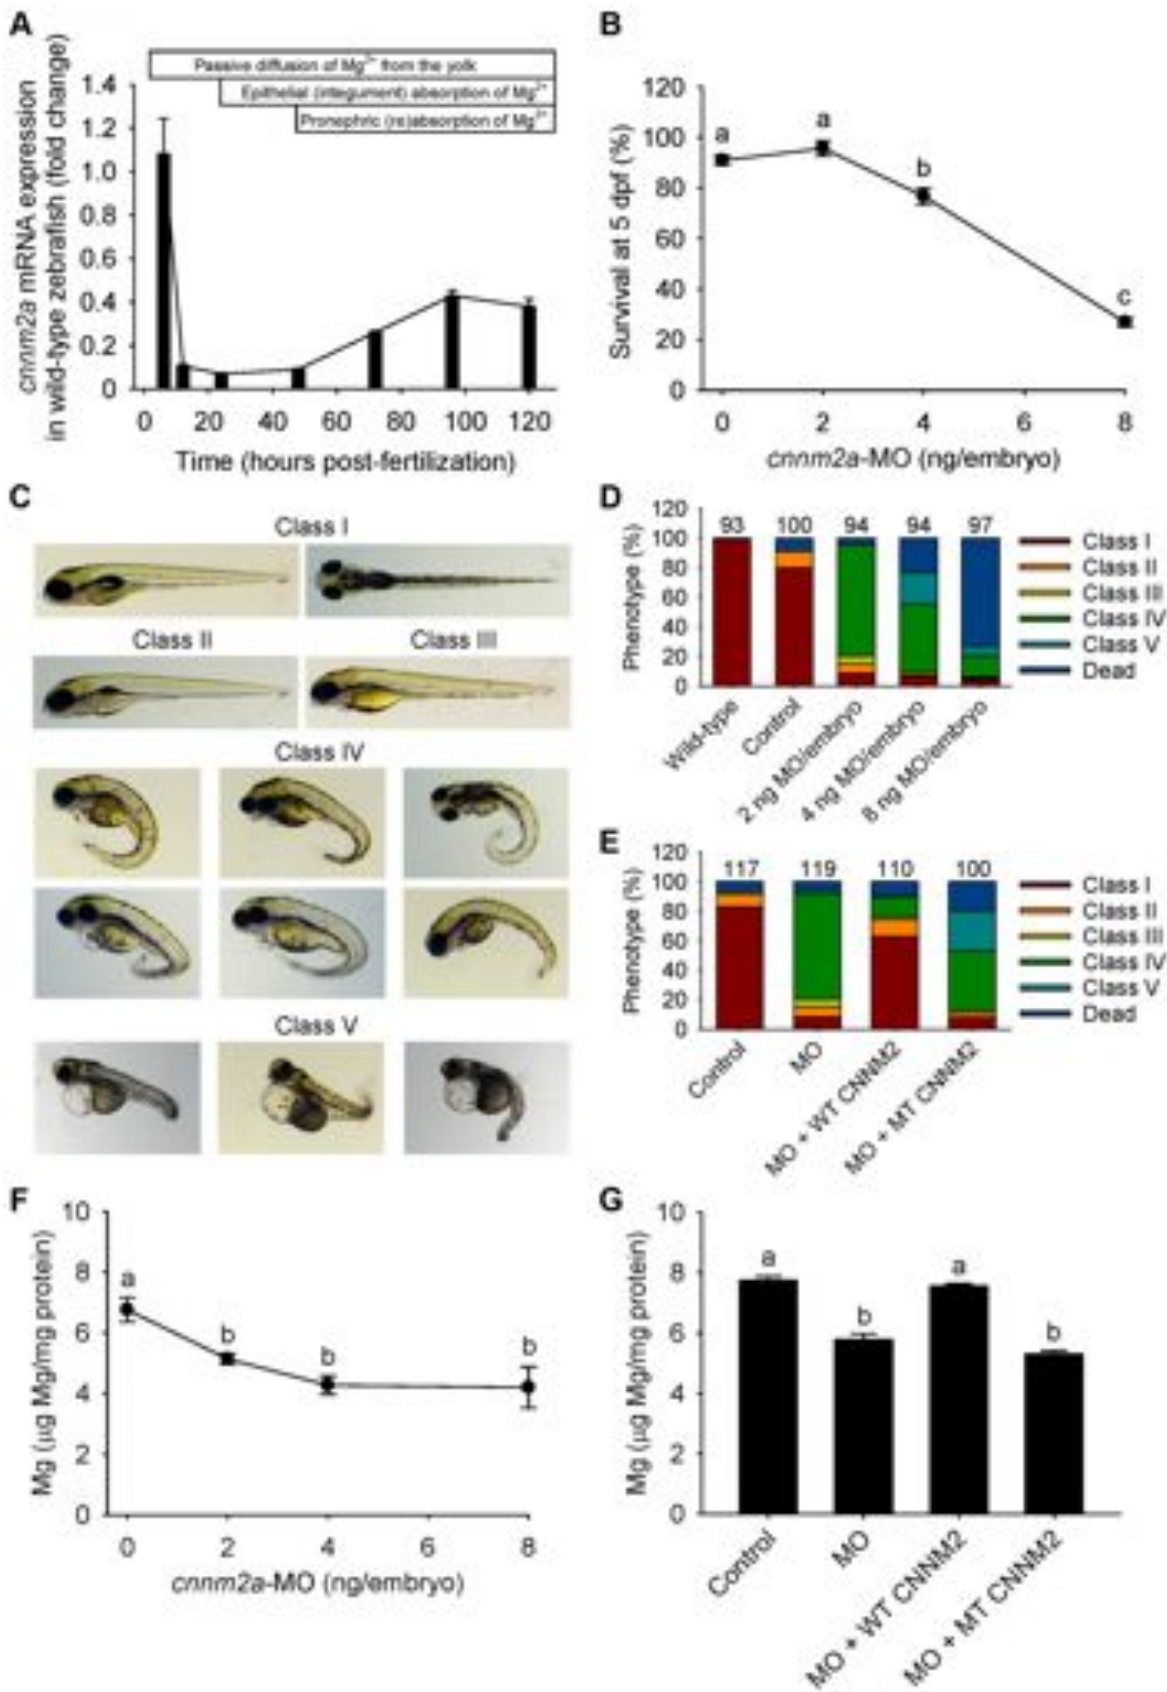 A
cnnm2a mRNA expression
in wild-type zebrafish (fold change)
Passive diffusion of Mg²⁺ from the yolk
Epithelial (integument) absorption of Mg²⁺
Pronephric (re)absorption of Mg²⁺
1.4
1.2
1.0
0.8
0.6
0.4
0.2
0
0 20 40 60 80 100 120
Time (hours post-fertilization)
B
Survival at 5 dpf (%)
120
100
80
60
40
20
0
a a b c
0 2 4 6 8
cnnm2a-MO (ng/embryo)
C
Class I
Class II Class III
Class IV
Class V
D
Phenotype (%)
120
100
80
60
40
20
0
93 100 94 94 97
Wild-type
Control
2 ng MO/embryo
4 ng MO/embryo
8 ng MO/embryo
Class I
Class II
Class III
Class IV
Class V
Dead
E
Phenotype (%)
120
100
80
60
40
20
0
117 119 110 100
Control
MO
MO + WT CNNM2
MO + MT CNNM2
Class I
Class II
Class III
Class IV
Class V
Dead
F
Mg (µg Mg/mg protein)
10
8
6
4
2
0
a b b b
0 2 4 6 8
cnnm2a-MO (ng/embryo)
G
Mg (µg Mg/mg protein)
10
8
6
4
2
0
a b a b
Control
MO
MO + WT CNNM2
MO + MT CNNM2